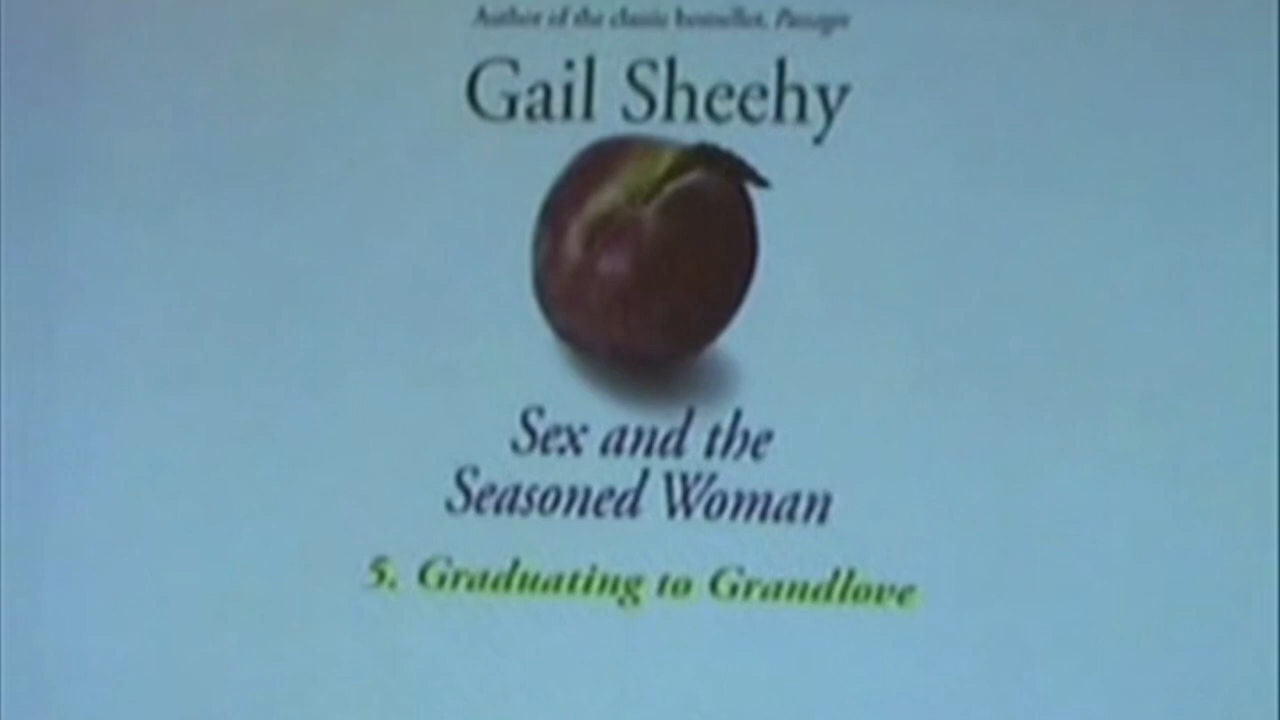 Author of the classic bestseller, Passages
Gail Sheehy
Sex and the
Seasoned Woman
5. Graduating to Grandlove